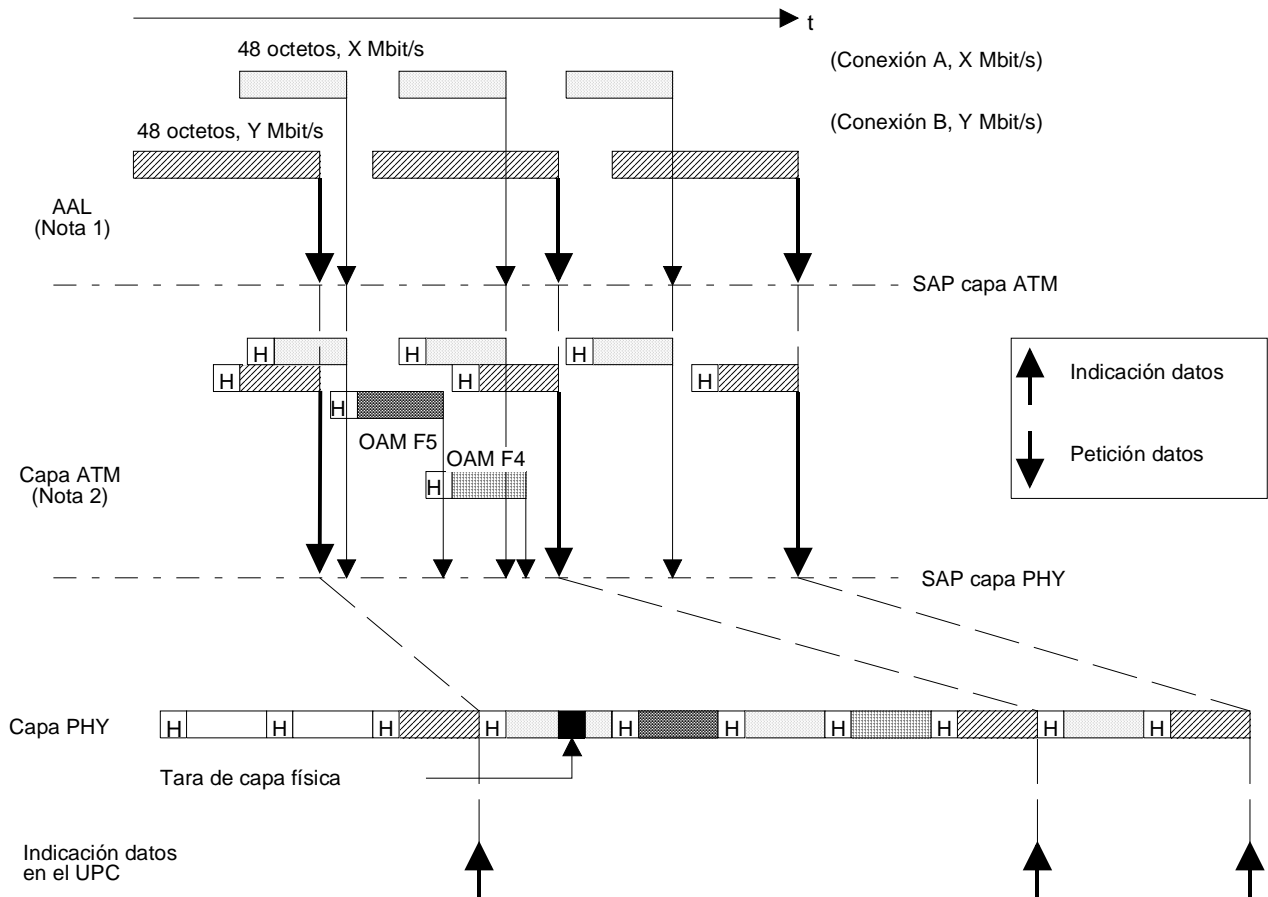 t
48 octetos, X Mbit/s
(Conexión A, X Mbit/s)
48 octetos, Y Mbit/s
(Conexión B, Y Mbit/s)
AAL
(Nota 1)
SAP capa ATM
H
H
H
H
H
H
Indicación datos
H
OAM F5
OAM F4
Petición datos
Capa ATM
(Nota 2)
H
SAP capa PHY
Capa PHY
H
H
H
H
H
H
H
H
H
H
Tara de capa física
Indicación datos
en el UPC